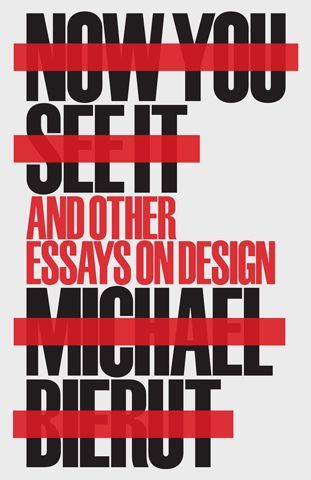 NOW YOU
SEE IT
AND OTHER
ESSAYS ON DESIGN
MICHAEL
BIERUT